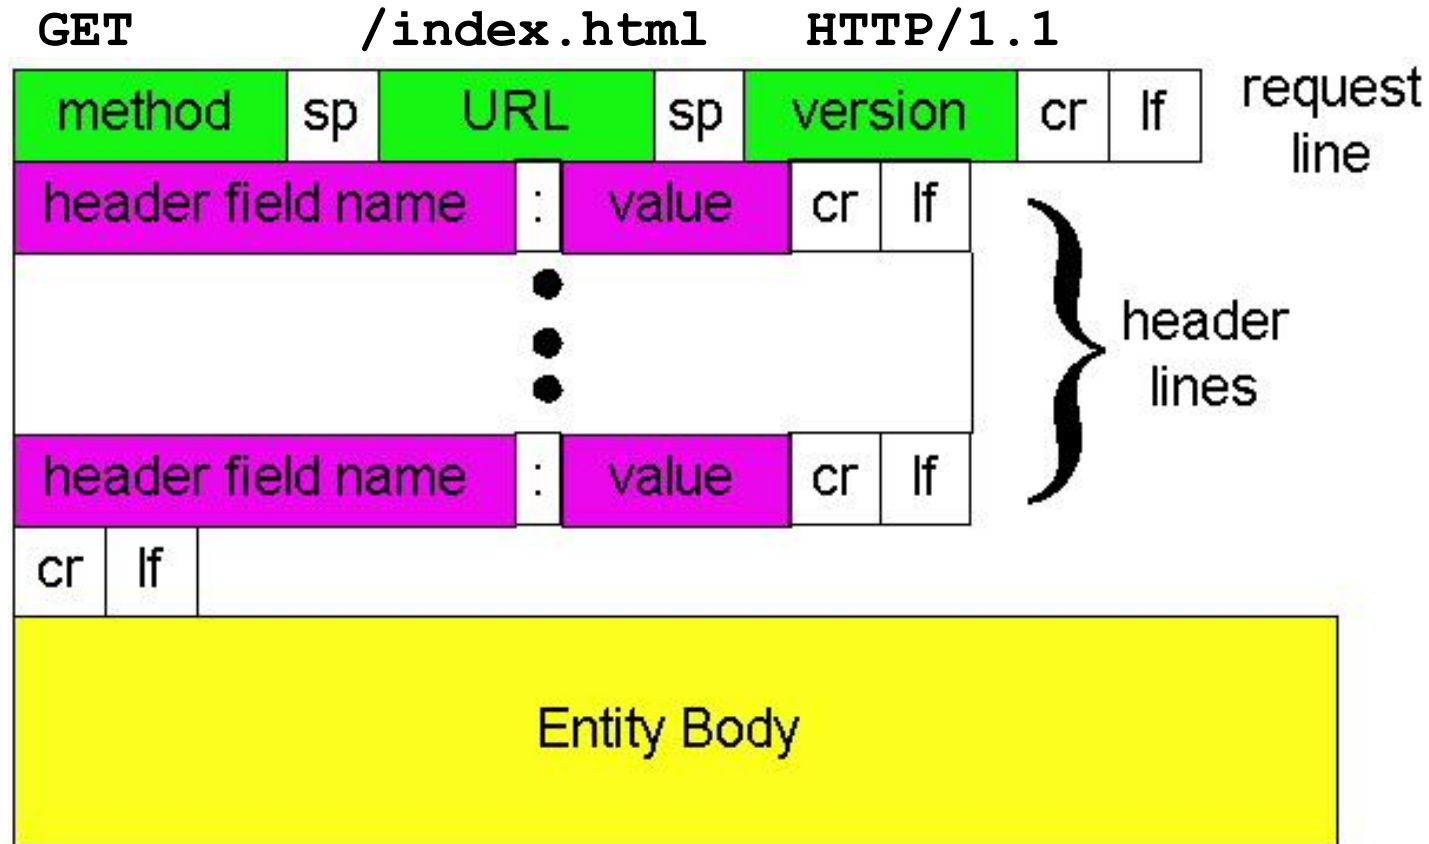 GET /index.html HTTP/1.1
method sp URL sp version cr lf request line
header field name : value cr lf
header lines
header field name : value cr lf
cr lf
Entity Body